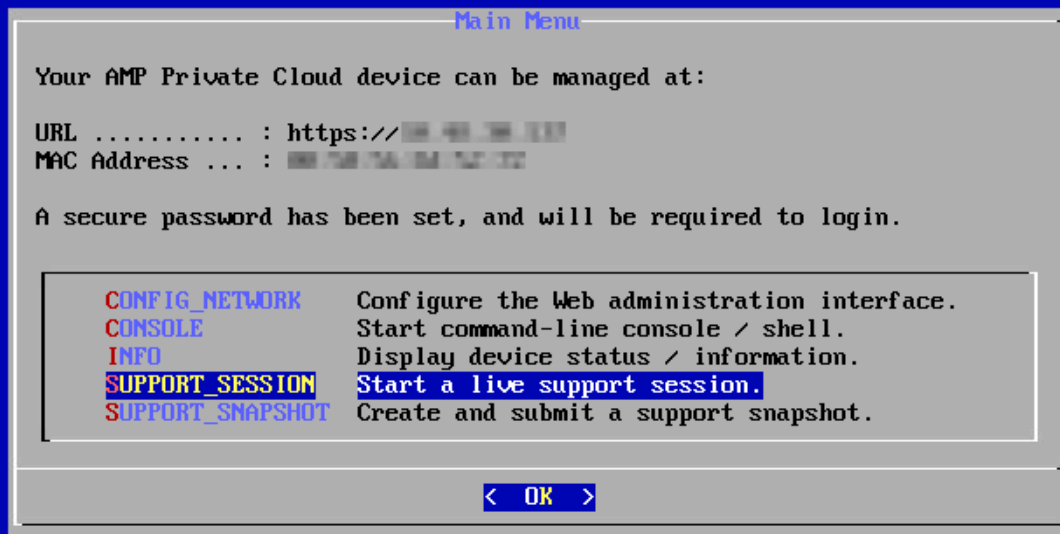 Main Menu
Your AMP Private Cloud device can be managed at:
URL ........... : https://
MAC Address ... :
A secure password has been set, and will be required to login.
CONFIG_NETWORK Configure the Web administration interface.
CONSOLE Start command-line console / shell.
INFO Display device status / information.
SUPPORT_SESSION Start a live support session.
SUPPORT_SNAPSHOT Create and submit a support snapshot.
< OK >